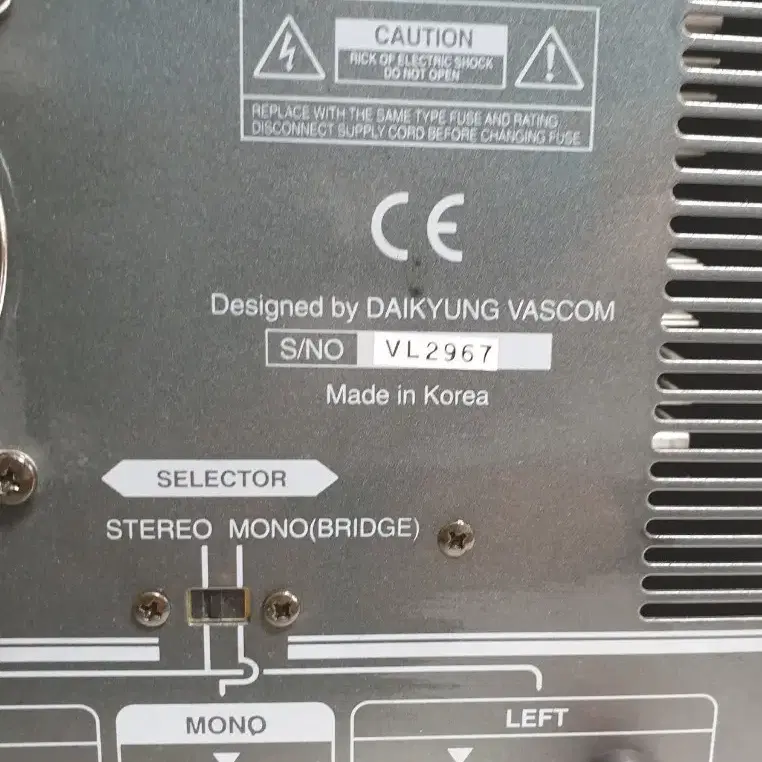 CAUTION
RICK OF ELECTRIC SHOCK
DO NOT OPEN
REPLACE WITH THE SAME TYPE FUSE AND RATING
DISCONNECT SUPPLY CORD BEFORE CHANGING FUSE
CE
Designed by DAIKYUNG VASCOM
S/NO VL2967
Made in Korea
SELECTOR
STEREO MONO(BRIDGE)
MONO
LEFT